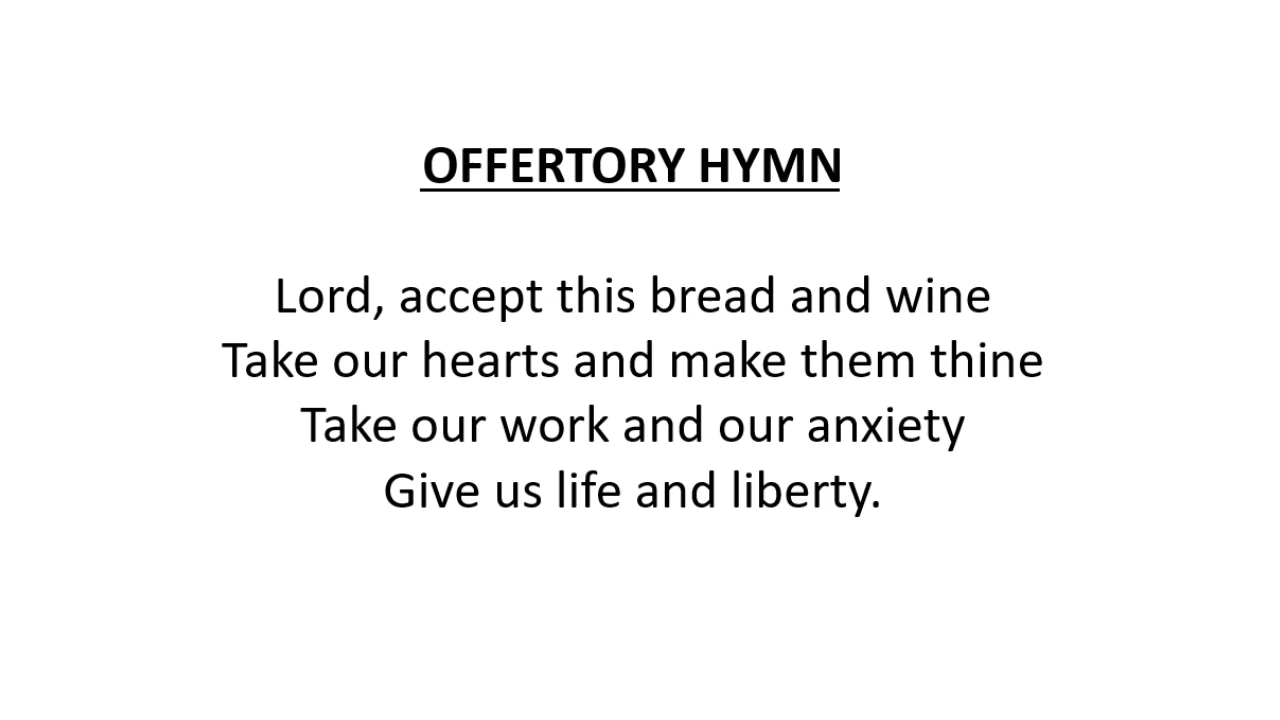 OFFERTORY HYMN
Lord, accept this bread and wine
Take our hearts and make them thine
Take our work and our anxiety
Give us life and liberty.